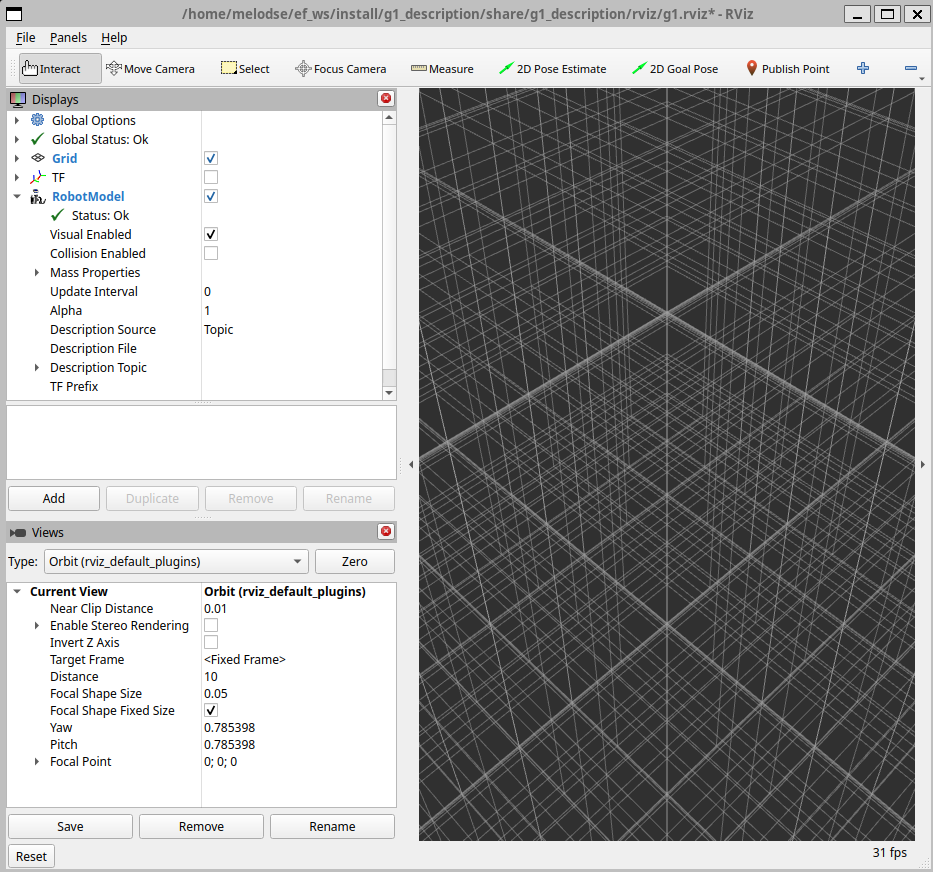 /home/melodse/ef_ws/install/g1_description/share/g1_description/rviz/g1.rviz* - RViz
File Panels Help
Interact Move Camera Select Focus Camera Measure 2D Pose Estimate 2D Goal Pose Publish Point
Displays
Global Options
Global Status: Ok
Grid
TF
RobotModel
Status: Ok
Visual Enabled
Collision Enabled
Mass Properties
Update Interval 0
Alpha 1
Description Source Topic
Description File
Description Topic
TF Prefix
Add Duplicate Remove Rename
Views
Type: Orbit (rviz_default_plugins) Zero
Current View Orbit (rviz_default_plugins)
Near Clip Distance 0.01
Enable Stereo Rendering
Invert Z Axis
Target Frame <Fixed Frame>
Distance 10
Focal Shape Size 0.05
Focal Shape Fixed Size
Yaw 0.785398
Pitch 0.785398
Focal Point 0; 0; 0
Save Remove Rename
Reset 31 fps